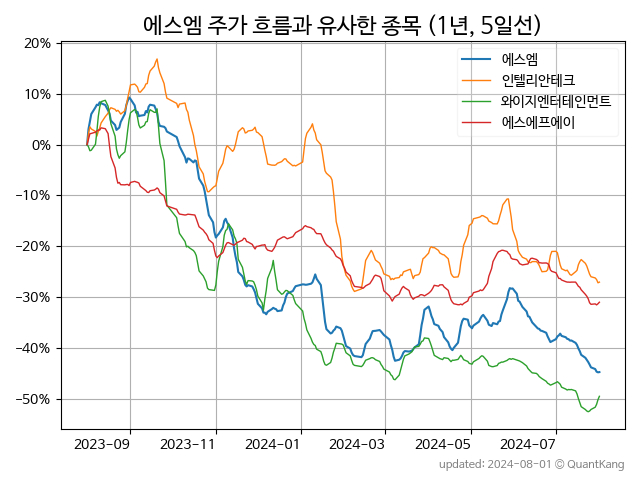 에스엠 주가 흐름과 유사한 종목 (1년, 5일선)
에스엠
인텔리안테크
와이지엔터테인먼트
에스에프에이
20%
10%
0%
−10%
−20%
−30%
−40%
−50%
2023-09 2023-11 2024-01 2024-03 2024-05 2024-07
updated: 2024-08-01 © QuantKang